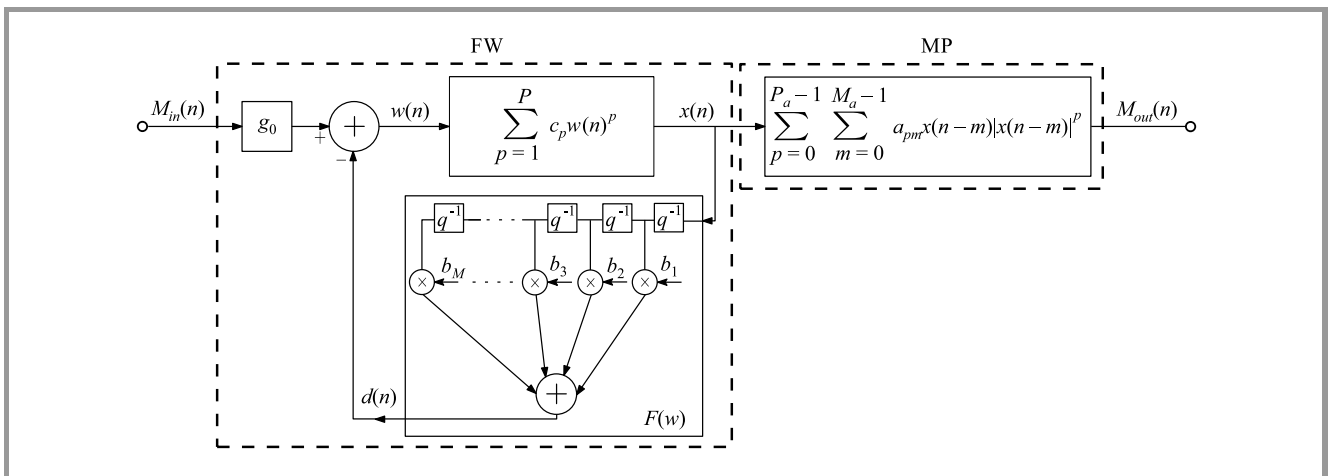 FW
MP
M_in(n)
g_0
+
+
−
w(n)
P
∑ c_p w(n)^p
p = 1
x(n)
P_a − 1 M_a − 1
∑ ∑ a_pm x(n−m)|x(n−m)|^p
p = 0 m = 0
M_out(n)
q^-1 . . . . q^-1 q^-1 q^-1
b_M . . . . . b_3 b_2 b_1
× × × ×
d(n)
+
F(w)